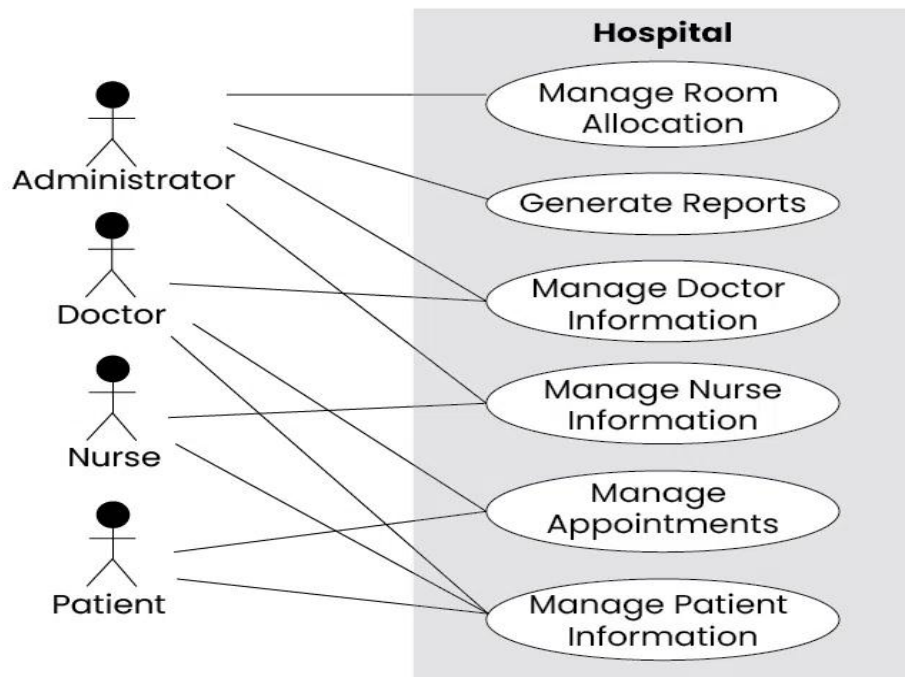 Hospital
Manage Room
Allocation
Administrator
Generate Reports
Doctor
Manage Doctor
Information
Nurse
Manage Nurse
Information
Patient
Manage
Appointments
Manage Patient
Information